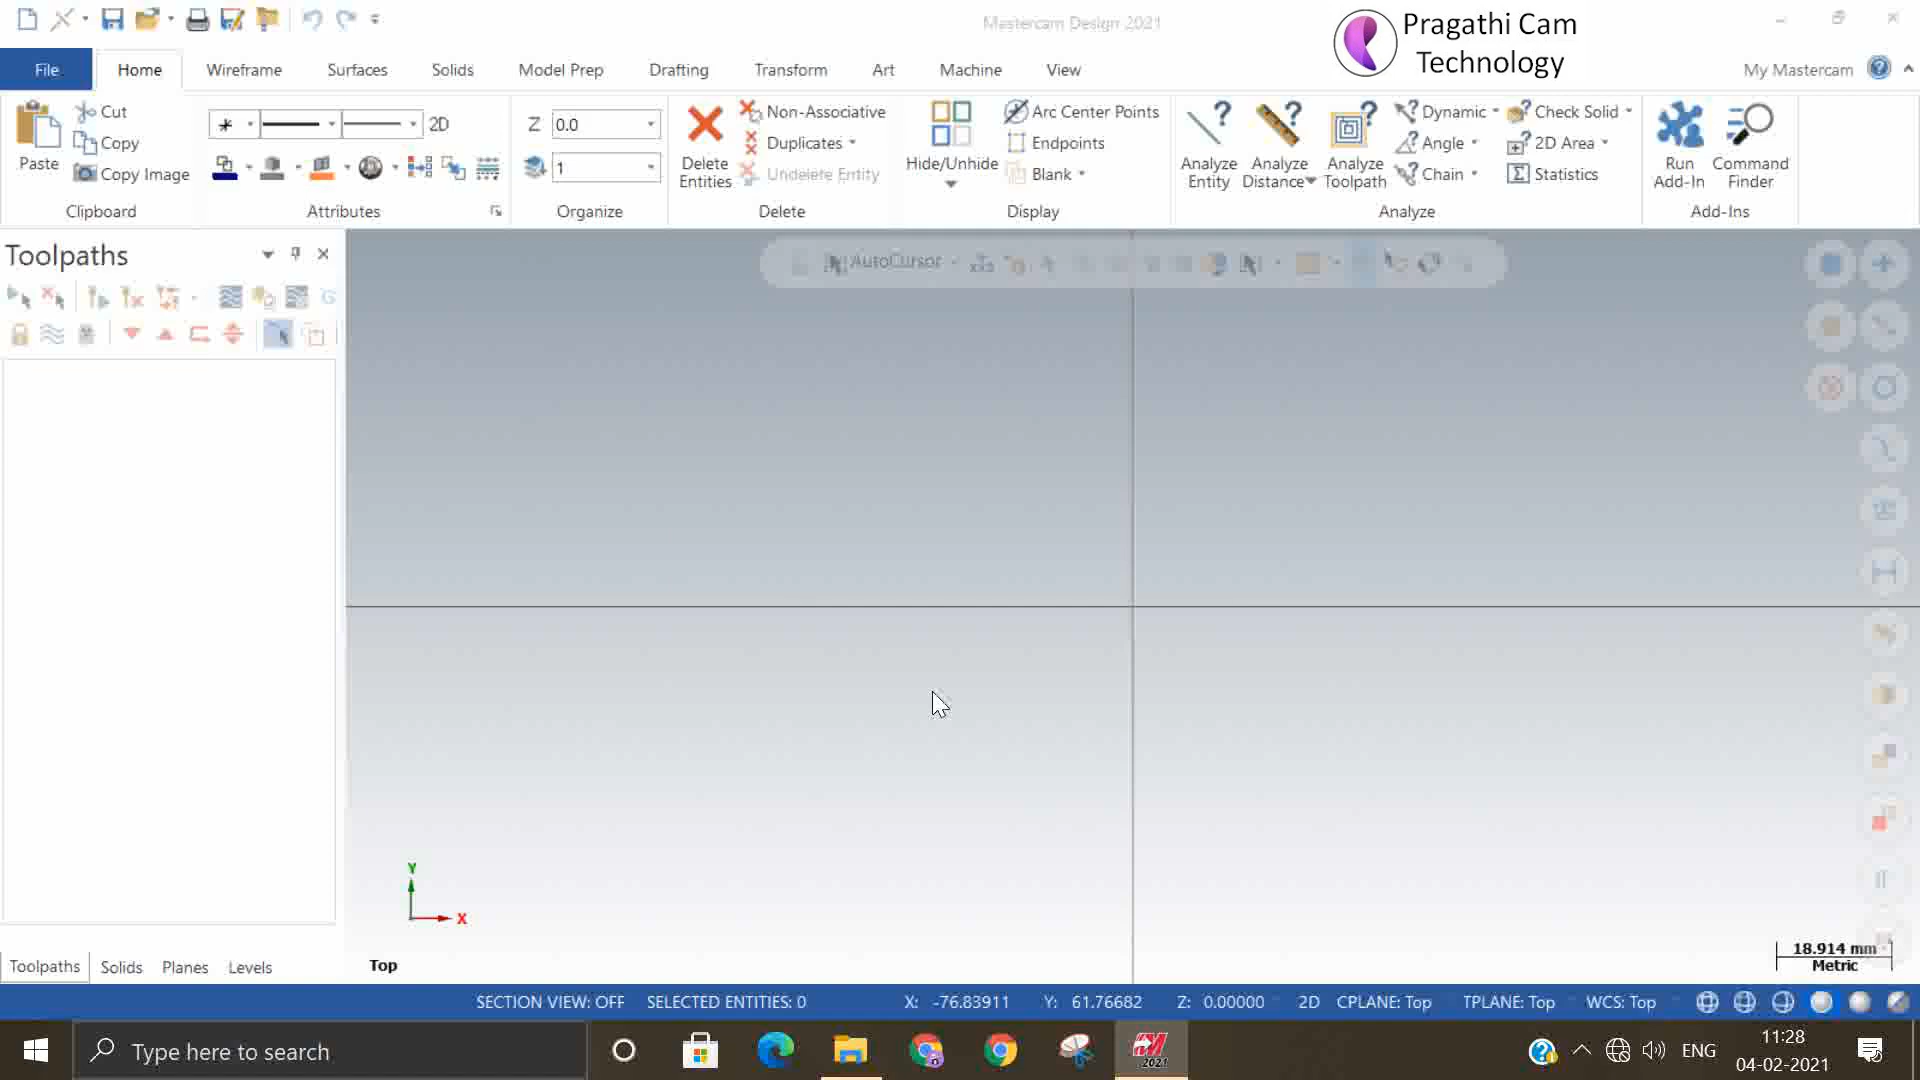 Mastercam Design 2021
Pragathi Cam
Technology
File Home Wireframe Surfaces Solids Model Prep Drafting Transform Art Machine View My Mastercam
Paste
Cut
Copy
Copy Image
Clipboard
2D
Attributes
Z 0.0
1
Organize
Delete
Entities
Non-Associative
Duplicates
Undelete Entity
Delete
Hide/Unhide
Arc Center Points
Endpoints
Blank
Display
Analyze
Entity
Analyze
Distance
Analyze
Toolpath
Dynamic
Angle
Chain
Check Solid
2D Area
Statistics
Analyze
Run
Add-In
Command
Finder
Add-Ins
Toolpaths
AutoCursor
G
Y
X
Top
18.914 mm
Metric
Toolpaths Solids Planes Levels
SECTION VIEW: OFF SELECTED ENTITIES: 0 X: -76.83911 Y: 61.76682 Z: 0.00000 2D CPLANE: Top TPLANE: Top WCS: Top
Type here to search
2021
ENG
11:28
04-02-2021